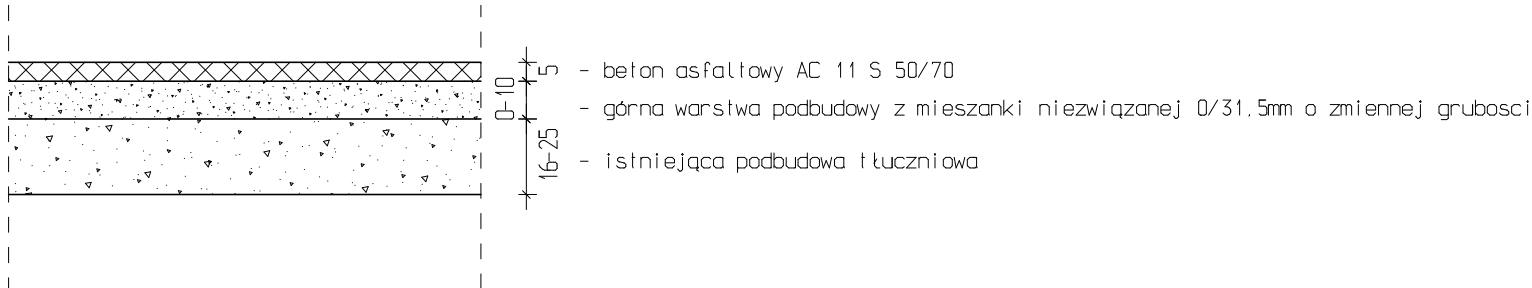 5 - beton asfaltowy AC 11 S 50/70
0-10 - górna warstwa podbudowy z mieszanki niezwiązanej 0/31,5mm o zmiennej grubosci
16-25 - istniejąca podbudowa tłuczniowa